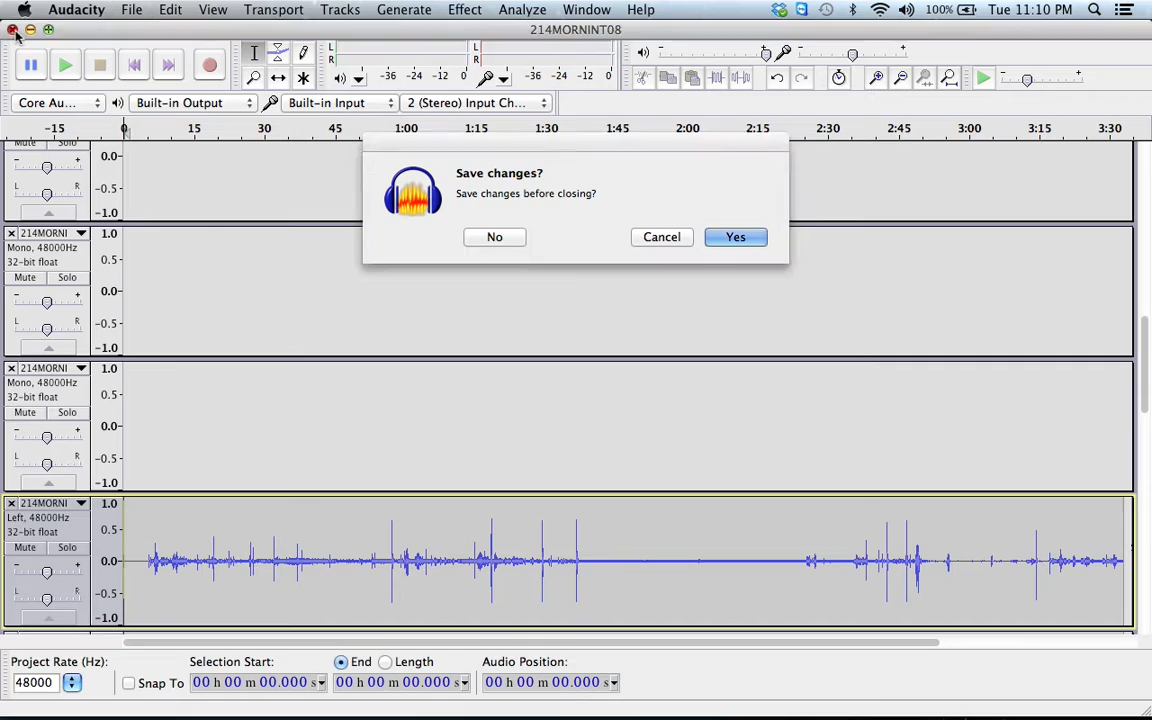 Audacity File Edit View Transport Tracks Generate Effect Analyze Window Help 100% Tue 11:10 PM
214MORNINT08
L R -36 -24 -12 0 L R -36 -24 -12 0
Core Au... Built-in Output Built-in Input 2 (Stereo) Input Ch...
-15 0 15 30 45 1:00 1:15 1:30 1:45 2:00 2:15 2:30 2:45 3:00 3:15 3:30
Mute Solo
- +
L R
0.0
-0.5
-1.0
Save changes?
Save changes before closing?
No Cancel Yes
214MORNI
Mono, 48000Hz
32-bit float
Mute Solo
- +
L R
1.0
0.5
0.0
-0.5
-1.0
214MORNI
Mono, 48000Hz
32-bit float
Mute Solo
- +
L R
1.0
0.5
0.0
-0.5
-1.0
214MORNI
Left, 48000Hz
32-bit float
Mute Solo
- +
L R
1.0
0.5
0.0
-0.5
-1.0
Project Rate (Hz): Selection Start: End Length Audio Position:
48000 Snap To 00 h 00 m 00.000 s 00 h 00 m 00.000 s 00 h 00 m 00.000 s